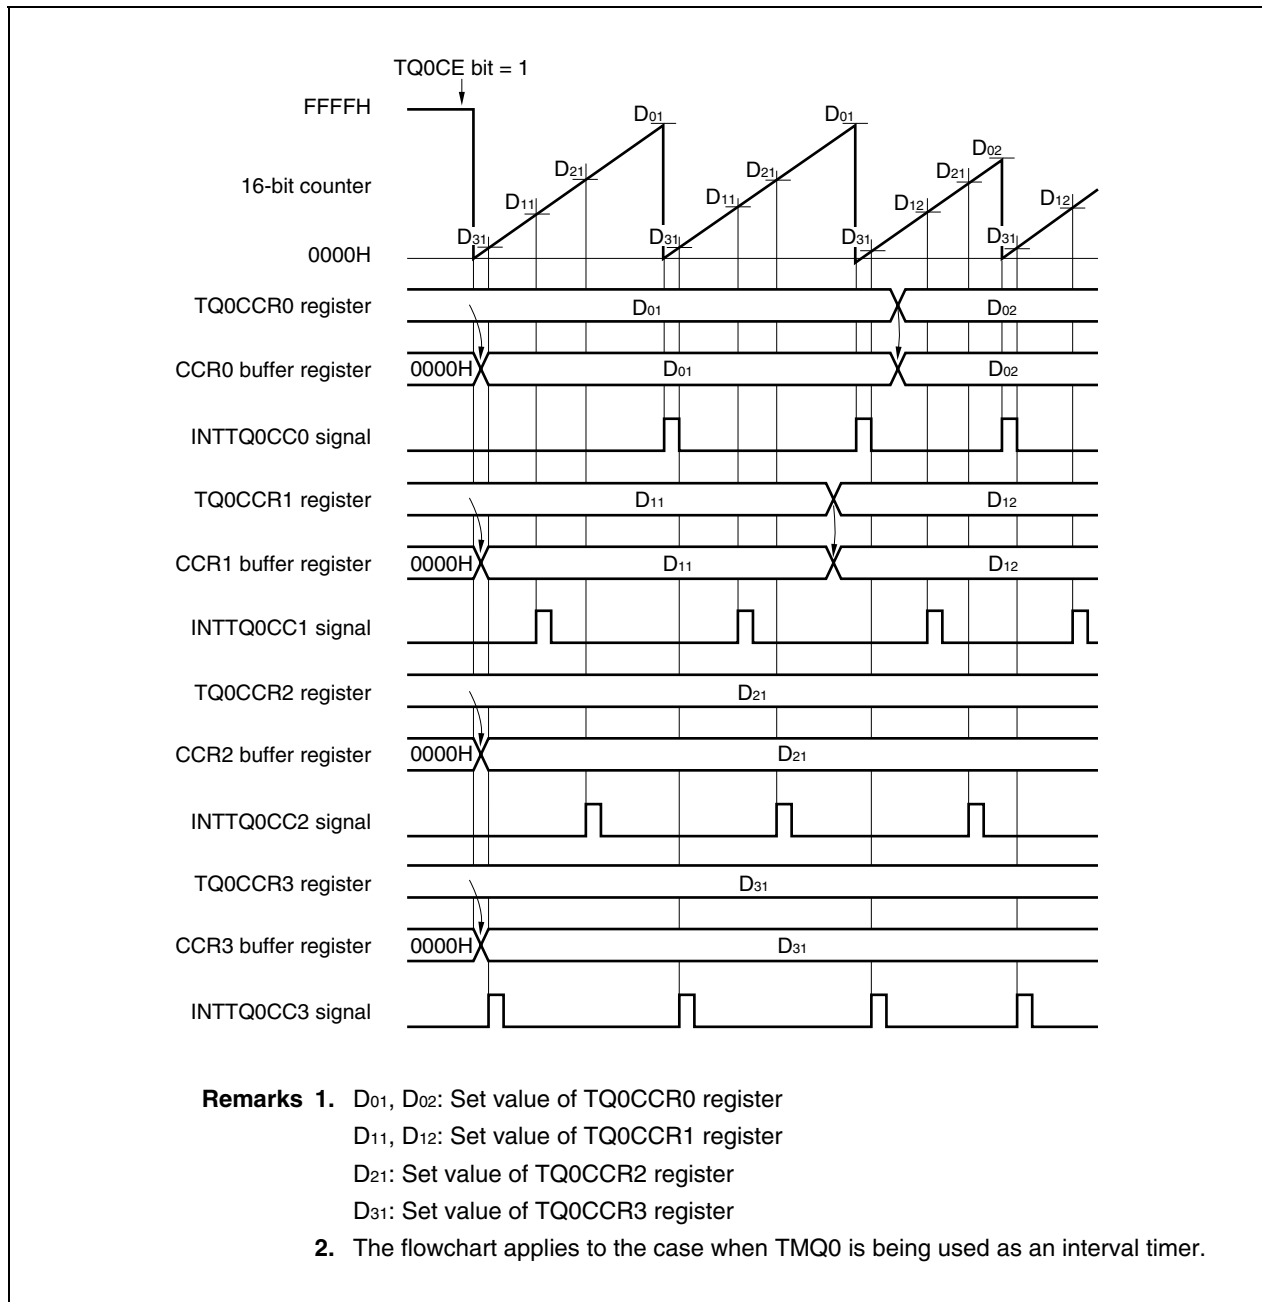 TQ0CE bit = 1
FFFFH
D01 D01
D02
D21 D21 D21
16-bit counter
D11 D11 D12 D12
D31 D31 D31 D31
0000H
TQ0CCR0 register D01 D02
CCR0 buffer register 0000H D01 D02
INTTQ0CC0 signal
TQ0CCR1 register D11 D12
CCR1 buffer register 0000H D11 D12
INTTQ0CC1 signal
TQ0CCR2 register D21
CCR2 buffer register 0000H D21
INTTQ0CC2 signal
TQ0CCR3 register D31
CCR3 buffer register 0000H D31
INTTQ0CC3 signal
Remarks 1. D01, D02: Set value of TQ0CCR0 register
D11, D12: Set value of TQ0CCR1 register
D21: Set value of TQ0CCR2 register
D31: Set value of TQ0CCR3 register
2. The flowchart applies to the case when TMQ0 is being used as an interval timer.